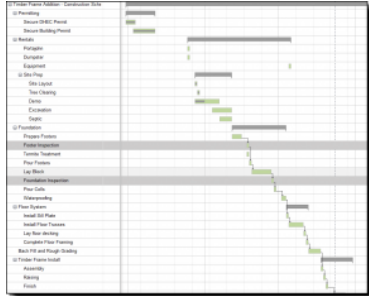 Timber Frame Addition - Construction Schedule
Permitting
Secure DHEC Permit
Secure Building Permit
Rentals
Portajohn
Dumpster
Equipment
Site Prep
Site Layout
Tree Clearing
Demo
Excavation
Septic
Foundation
Prepare Footers
Footer Inspection
Termite Treatment
Pour Footers
Lay Block
Foundation Inspection
Pour Cells
Waterproofing
Floor System
Install Sill Plate
Install Floor Trusses
Lay floor decking
Complete Floor Framing
Back Fill and Rough Grading
Timber Frame Install
Assembly
Raising
Finish